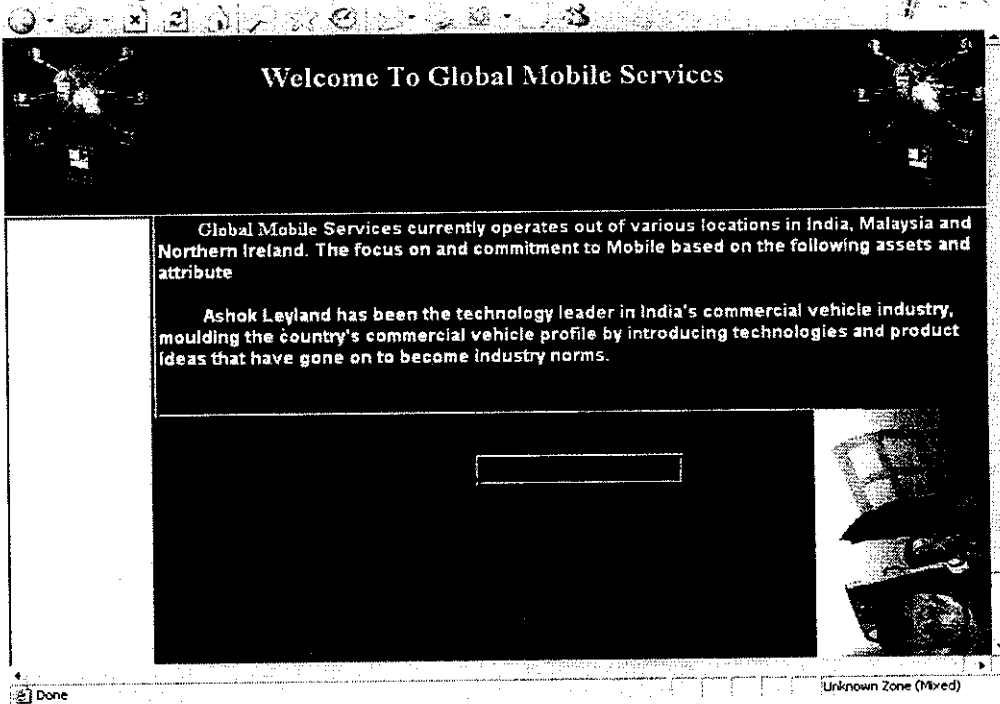 Welcome To Global Mobile Services
Global Mobile Services currently operates out of various locations in India, Malaysia and
Northern Ireland. The focus on and commitment to Mobile based on the following assets and
attribute
Ashok Leyland has been the technology leader in India's commercial vehicle industry,
moulding the country's commercial vehicle profile by introducing technologies and product
ideas that have gone on to become industry norms.
Done
Unknown Zone (Mixed)